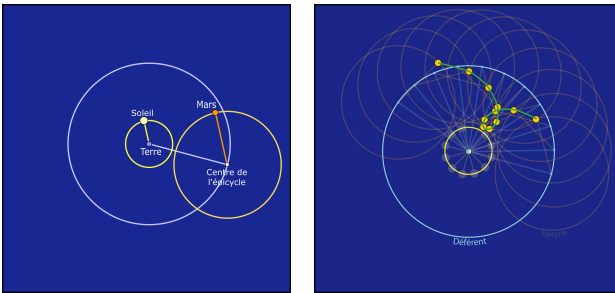 Soleil
Mars
Terre
Centre de
l'épicycle
Déférent
Épicycle